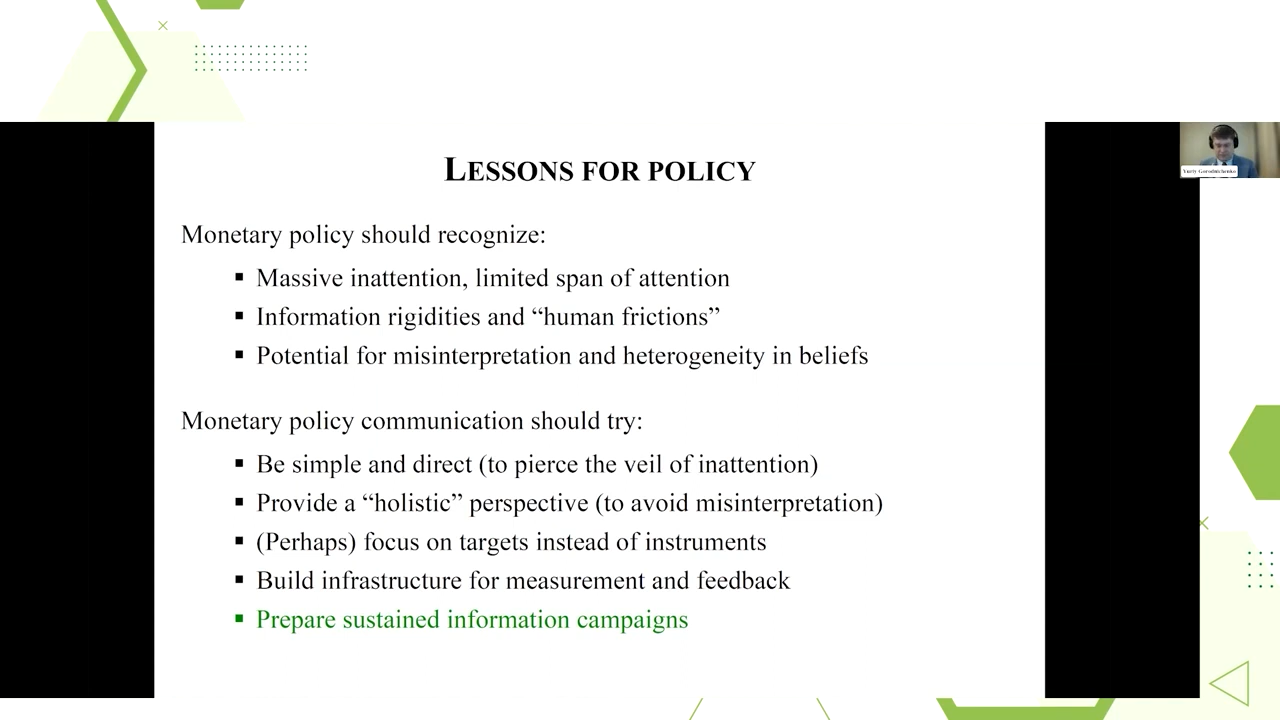 LESSONS FOR POLICY
Yuriy Gorodnichenko
Monetary policy should recognize:
▪ Massive inattention, limited span of attention
▪ Information rigidities and “human frictions”
▪ Potential for misinterpretation and heterogeneity in beliefs
Monetary policy communication should try:
▪ Be simple and direct (to pierce the veil of inattention)
▪ Provide a “holistic” perspective (to avoid misinterpretation)
▪ (Perhaps) focus on targets instead of instruments
▪ Build infrastructure for measurement and feedback
▪ Prepare sustained information campaigns